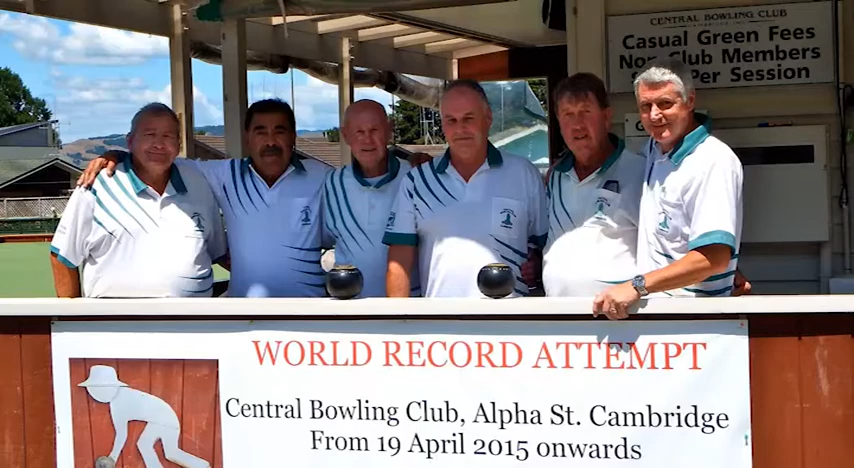 CENTRAL BOWLING CLUB
Casual Green Fees
Non Club Members
Per Session
WORLD RECORD ATTEMPT
Central Bowling Club, Alpha St. Cambridge
From 19 April 2015 onwards